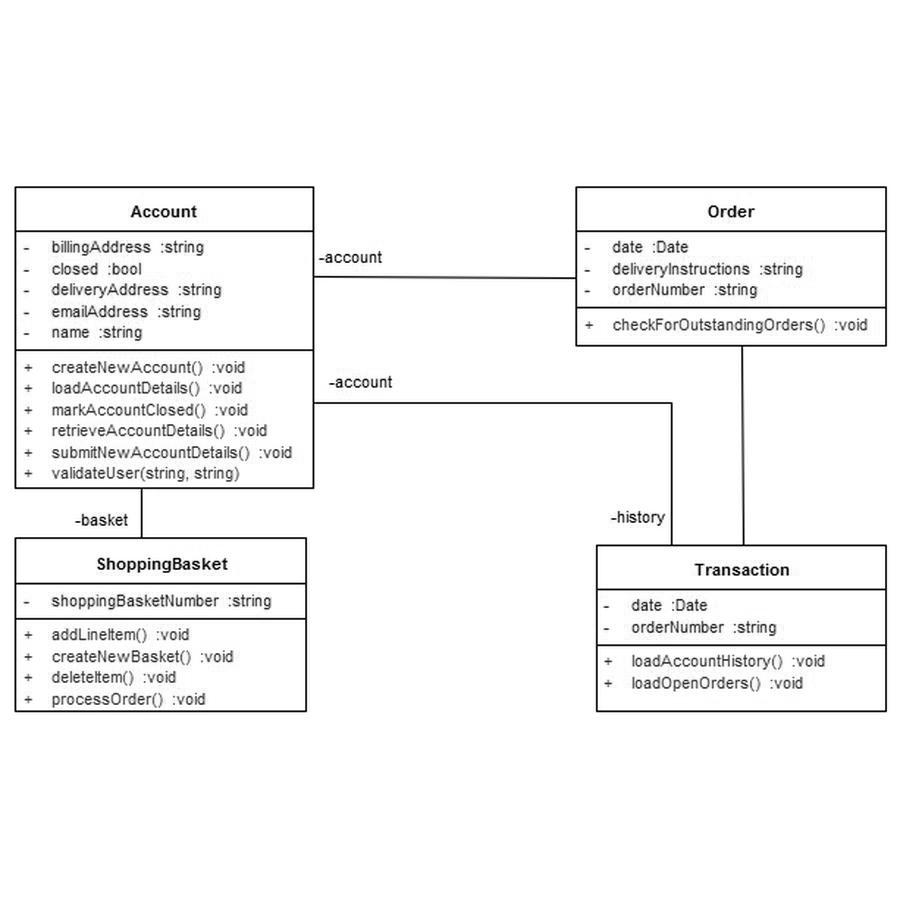 Account
- billingAddress :string
- closed :bool
- deliveryAddress :string
- emailAddress :string
- name :string
+ createNewAccount() :void
+ loadAccountDetails() :void
+ markAccountClosed() :void
+ retrieveAccountDetails() :void
+ submitNewAccountDetails() :void
+ validateUser(string, string)
-account
-account
Order
- date :Date
- deliveryInstructions :string
- orderNumber :string
+ checkForOutstandingOrders() :void
-basket
ShoppingBasket
- shoppingBasketNumber :string
+ addLineItem() :void
+ createNewBasket() :void
+ deleteItem() :void
+ processOrder() :void
-history
Transaction
- date :Date
- orderNumber :string
+ loadAccountHistory() :void
+ loadOpenOrders() :void